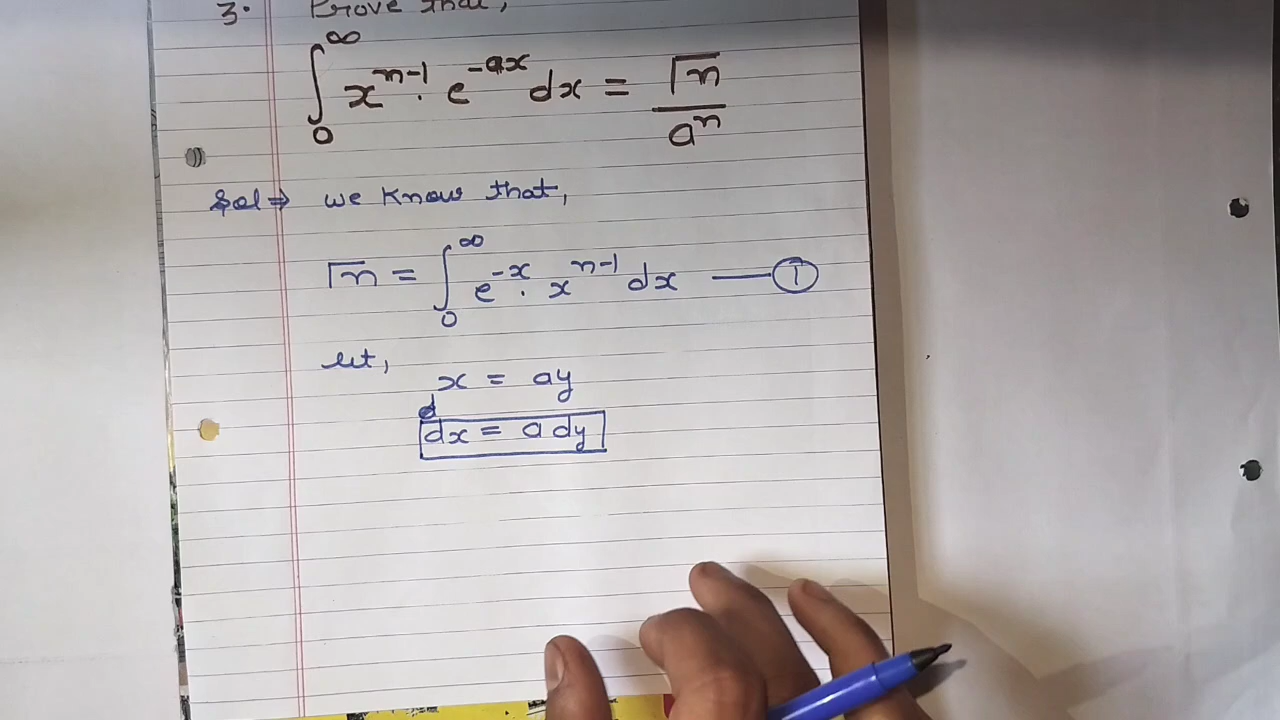 3. Prove that,
∫₀^∞ x^{n-1} . e^{-ax} dx = Γn / a^n
Sol ⇒ we know that,
Γn = ∫₀^∞ e^{-x} . x^{n-1} dx —— ①
let,
x = ay
d
dx = a dy